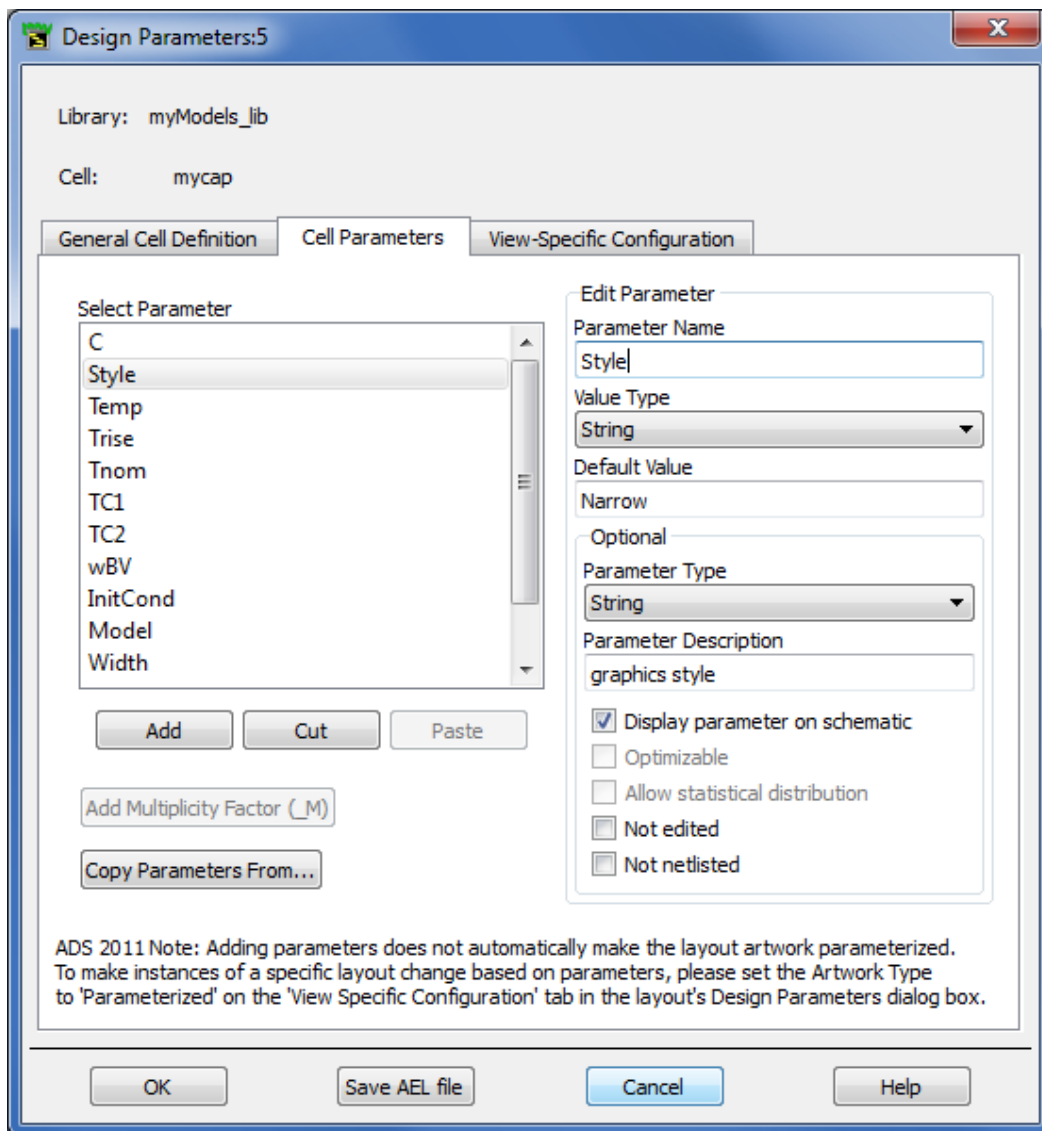 Design Parameters:5
Library: myModels_lib
Cell: mycap
General Cell Definition
Cell Parameters
View-Specific Configuration
Select Parameter
C
Style
Temp
Trise
Tnom
TC1
TC2
wBV
InitCond
Model
Width
Add
Cut
Paste
Add Multiplicity Factor (_M)
Copy Parameters From...
Edit Parameter
Parameter Name
Style
Value Type
String
Default Value
Narrow
Optional
Parameter Type
String
Parameter Description
graphics style
Display parameter on schematic
Optimizable
Allow statistical distribution
Not edited
Not netlisted
ADS 2011 Note: Adding parameters does not automatically make the layout artwork parameterized.
To make instances of a specific layout change based on parameters, please set the Artwork Type
to 'Parameterized' on the 'View Specific Configuration' tab in the layout's Design Parameters dialog box.
OK
Save AEL file
Cancel
Help